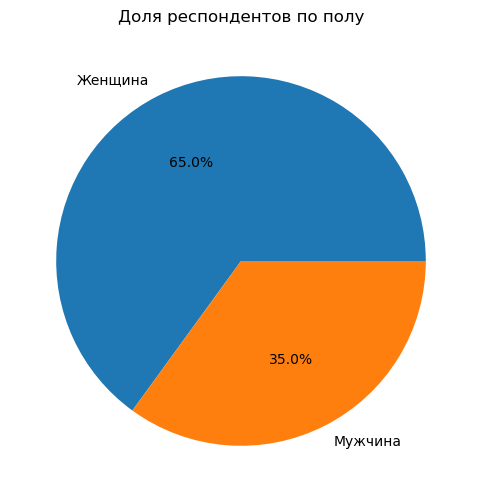 Доля респондентов по полу
Женщина
65.0%
35.0%
Мужчина